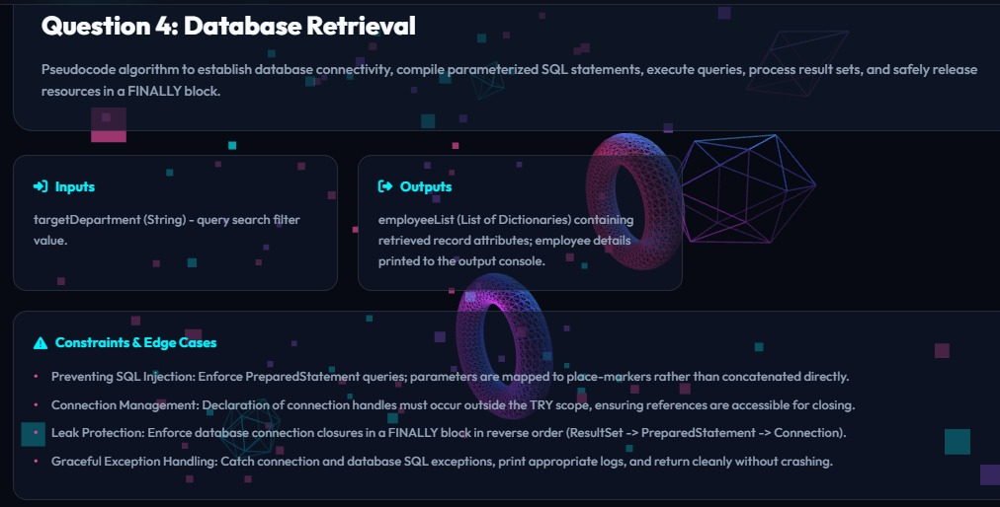 Question 4: Database Retrieval
Pseudocode algorithm to establish database connectivity, compile parameterized SQL statements, execute queries, process result sets, and safely release
resources in a FINALLY block.
Inputs
targetDepartment (String) - query search filter
value.
Outputs
employeeList (List of Dictionaries) containing
retrieved record attributes; employee details
printed to the output console.
Constraints & Edge Cases
• Preventing SQL Injection: Enforce PreparedStatement queries; parameters are mapped to place-markers rather than concatenated directly.
• Connection Management: Declaration of connection handles must occur outside the TRY scope, ensuring references are accessible for closing.
• Leak Protection: Enforce database connection closures in a FINALLY block in reverse order (ResultSet -> PreparedStatement -> Connection).
• Graceful Exception Handling: Catch connection and database SQL exceptions, print appropriate logs, and return cleanly without crashing.